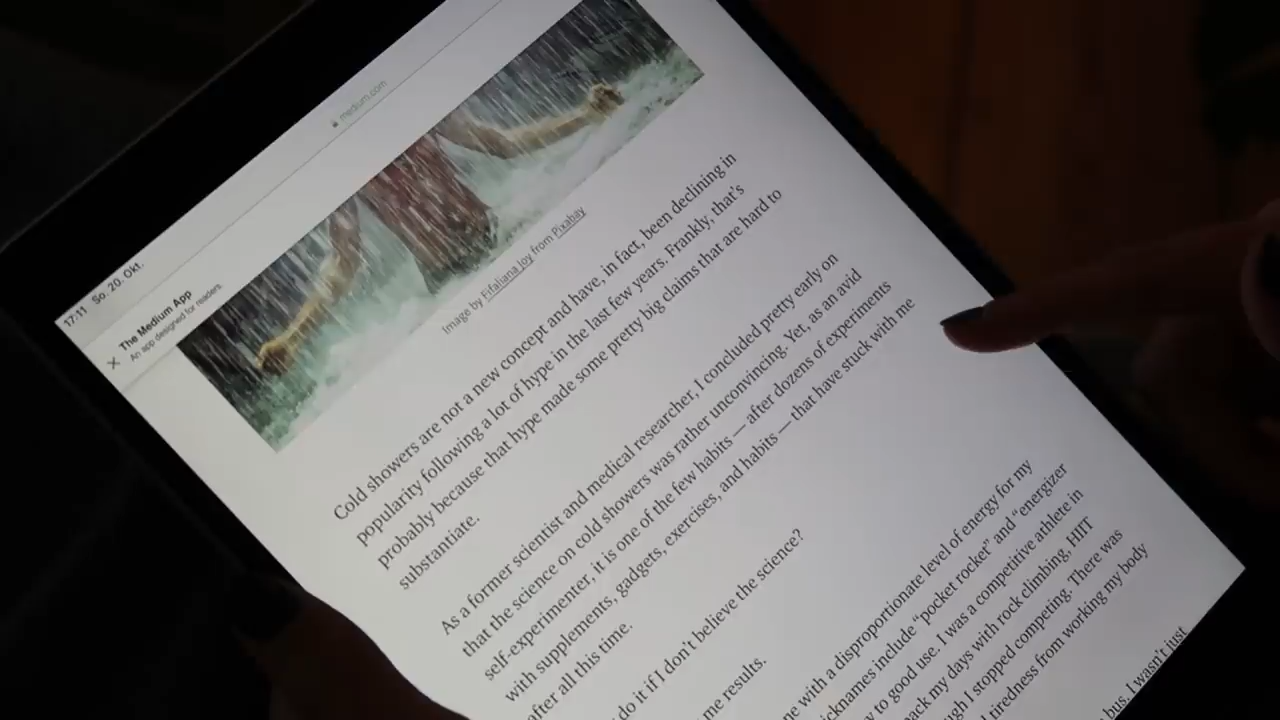 17:11 So. 20. Okt.
medium.com
The Medium App
An app designed for readers
Image by Fifaliana Joy from Pixabay
Cold showers are not a new concept and have, in fact, been declining in
popularity following a lot of hype in the last few years. Frankly, that's
probably because that hype made some pretty big claims that are hard to
substantiate.
As a former scientist and medical researcher, I concluded pretty early on
that the science on cold showers was rather unconvincing. Yet, as an avid
self-experimenter, it is one of the few habits — after dozens of experiments
with supplements, gadgets, exercises, and habits — that have stuck with me
after all this time.
do it if I don't believe the science?
me results.
with a disproportionate level of energy for my
nicknames include “pocket rocket” and “energizer
to good use. I was a competitive athlete in
my days with rock climbing, HIIT
I stopped competing. There was
tiredness from working my body
bus. I wasn't just